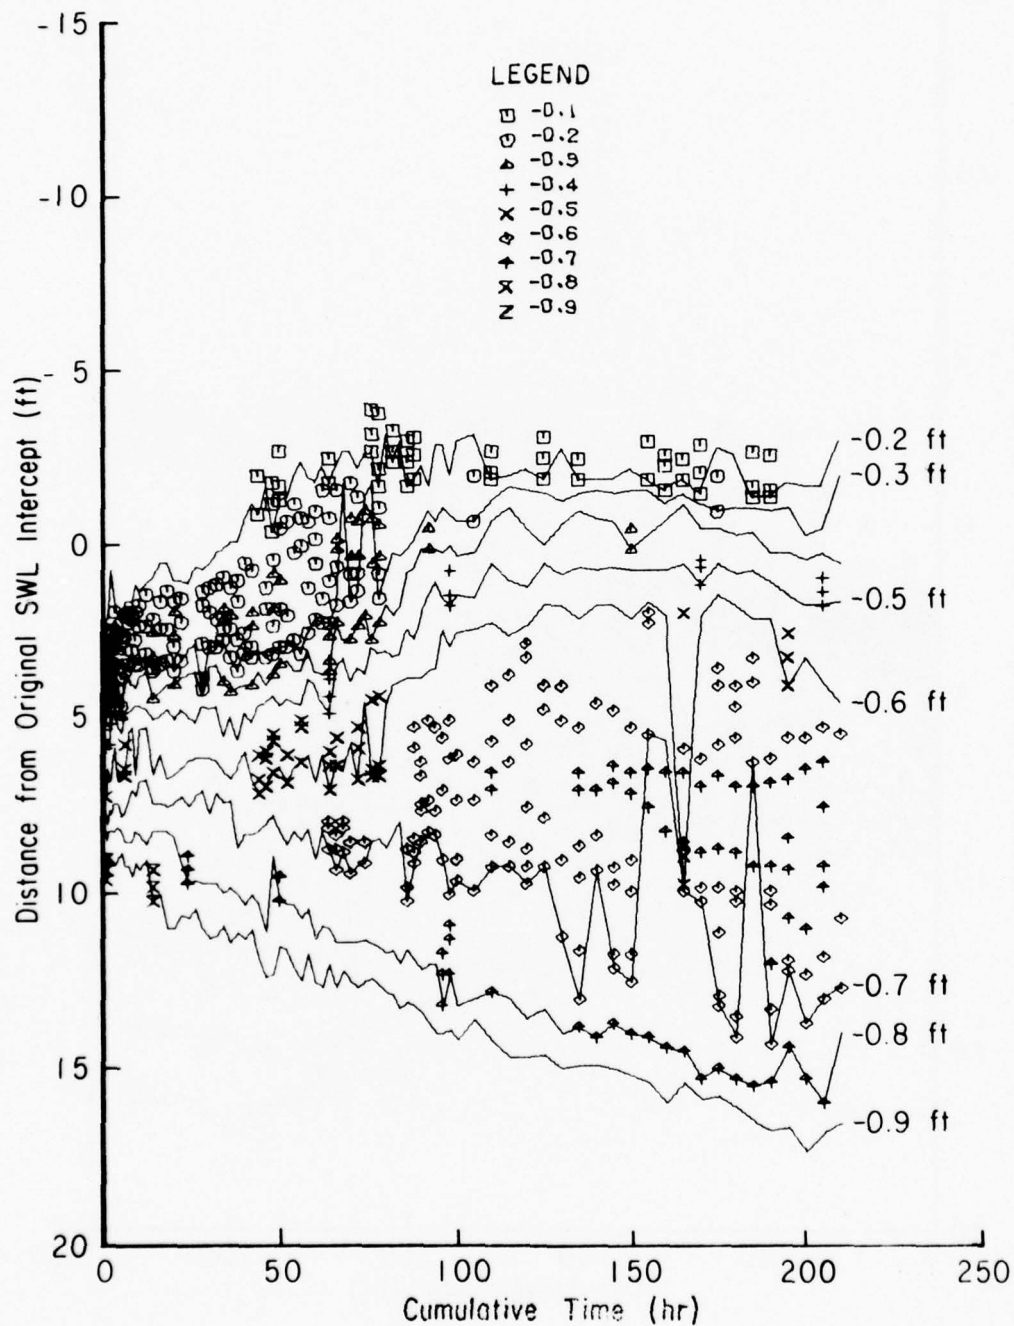 -15
LEGEND
-0.1
-0.2
-0.9
-0.4
-0.5
-0.6
-0.7
-0.8
-0.9
-10
5
0
5
10
15
20
Distance from Original SWL Intercept (ft)
-0.2 ft
-0.3 ft
-0.5 ft
-0.6 ft
-0.7 ft
-0.8 ft
-0.9 ft
0 50 100 150 200 250
Cumulative Time (hr)